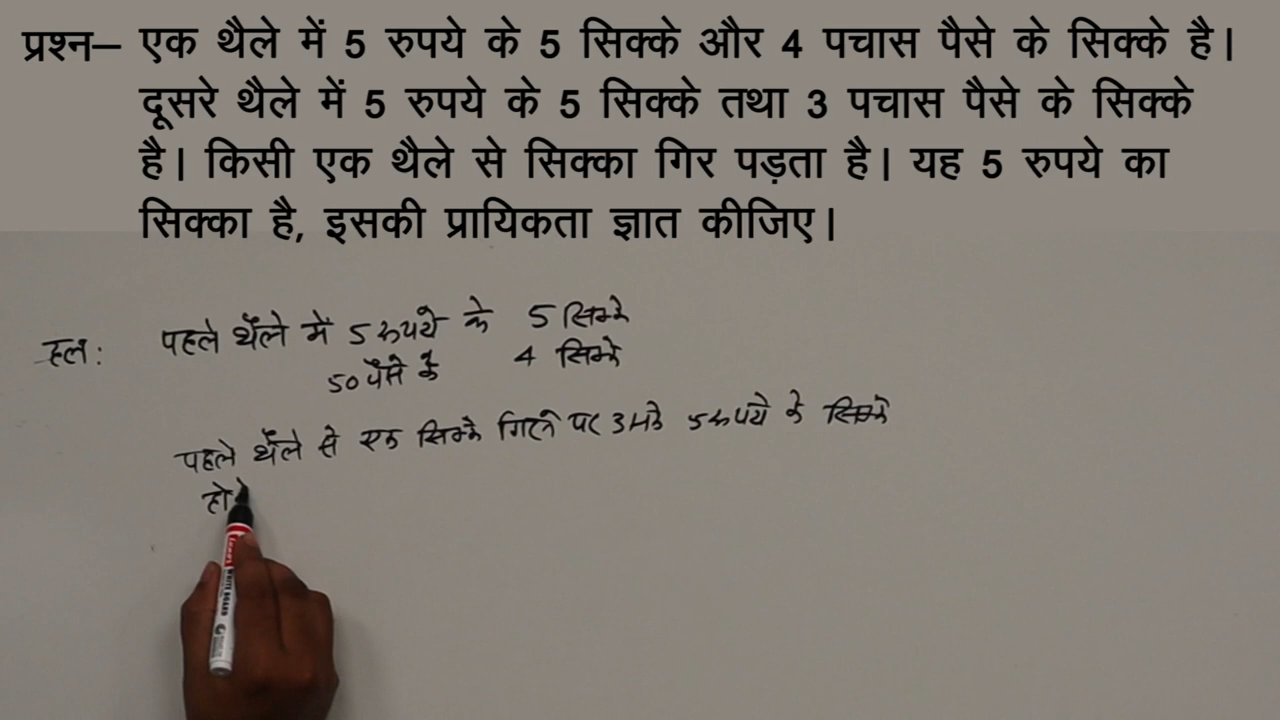 प्रश्न– एक थैले में 5 रुपये के 5 सिक्के और 4 पचास पैसे के सिक्के है।
दूसरे थैले में 5 रुपये के 5 सिक्के तथा 3 पचास पैसे के सिक्के
है। किसी एक थैले से सिक्का गिर पड़ता है। यह 5 रुपये का
सिक्का है, इसकी प्रायिकता ज्ञात कीजिए।
हल: पहले थैले में 5 रुपये के 5 सिक्के
50 पैसे के 4 सिक्के
पहले थैले से एक सिक्के गिरने पर उसके 5 रुपये के सिक्के
हो